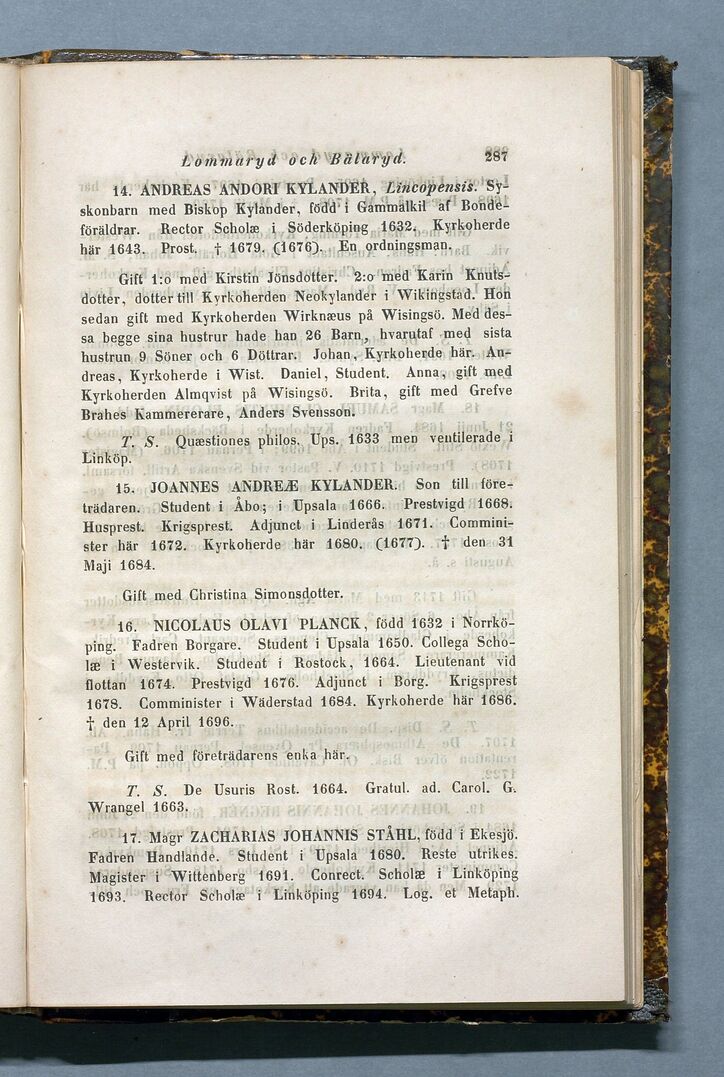 Lommaryd och Bälaryd. 287
14. ANDREAS ANDORI KYLANDER, Lincopensis. Sy-
skonbarn med Biskop Kylander, född i Gammalkil af Bonde-
föräldrar. Rector Scholæ i Söderköping 1632. Kyrkoherde
här 1643. Prost. † 1679. (1676). En ordningsman.
Gift 1:o med Kirstin Jönsdotter. 2:o med Karin Knuts-
dotter, dotter till Kyrkoherden Neokylander i Wikingstad. Hon
sedan gift med Kyrkoherden Wirknæus på Wisingsö. Med des-
sa begge sina hustrur hade han 26 Barn, hvarutaf med sista
hustrun 9 Söner och 6 Döttrar. Johan, Kyrkoherde här. An-
dreas, Kyrkoherde i Wist. Daniel, Student. Anna, gift med
Kyrkoherden Almqvist på Wisingsö. Brita, gift med Grefve
Brahes Kammererare, Anders Svensson.
T. S. Quæstiones philos. Ups. 1633 men ventilerade i
Linköp.
15. JOANNES ANDREÆ KYLANDER. Son till före-
trädaren. Student i Åbo; i Upsala 1666. Prestvigd 1668.
Husprest. Krigsprest. Adjunct i Linderås 1671. Commini-
ster här 1672. Kyrkoherde här 1680. (1677). † den 31
Maji 1684.
Gift med Christina Simonsdotter.
16. NICOLAUS OLAVI PLANCK, född 1632 i Norrkö-
ping. Fadren Borgare. Student i Upsala 1650. Collega Scho-
læ i Westervik. Student i Rostock, 1664. Lieutenant vid
flottan 1674. Prestvigd 1676. Adjunct i Borg. Krigsprest
1678. Comminister i Wäderstad 1684. Kyrkoherde här 1686.
† den 12 April 1696.
Gift med företrädarens enka här.
T. S. De Usuris Rost. 1664. Gratul. ad. Carol. G.
Wrangel 1663.
17. Magr ZACHARIAS JOHANNIS STÅHL, född i Ekesjö.
Fadren Handlande. Student i Upsala 1680. Reste utrikes.
Magister i Wittenberg 1691. Conrect. Scholæ i Linköping
1693. Rector Scholæ i Linköping 1694. Log. et Metaph.